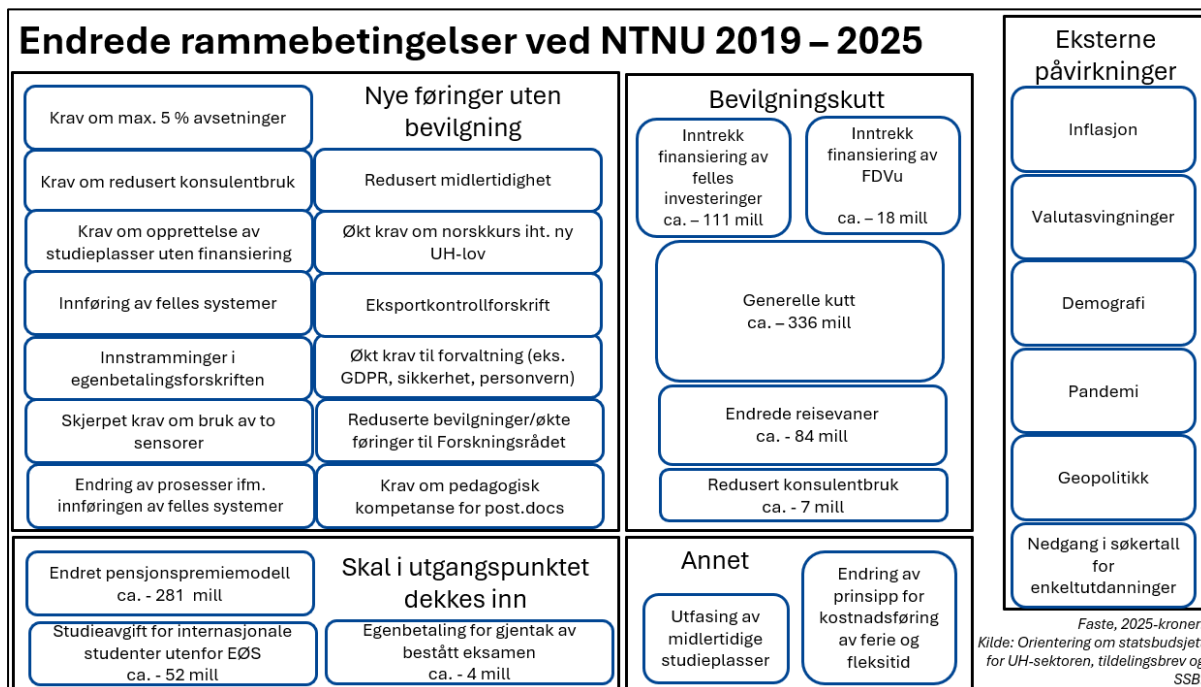 Endrede rammebetingelser ved NTNU 2019 – 2025
Nye føringer uten
bevilgning
Krav om max. 5 % avsetninger
Krav om redusert konsulentbruk
Krav om opprettelse av
studieplasser uten finansiering
Innføring av felles systemer
Innstramminger i
egenbetalingsforskriften
Skjerpet krav om bruk av to
sensorer
Endring av prosesser ifm.
innføringen av felles systemer
Redusert midlertidighet
Økt krav om norskkurs iht. ny
UH-lov
Eksportkontrollforskrift
Økt krav til forvaltning (eks.
GDPR, sikkerhet, personvern)
Reduserte bevilgninger/økte
føringer til Forskningsrådet
Krav om pedagogisk
kompetanse for post.docs
Bevilgningskutt
Inntrekk
finansiering av
felles
investeringer
ca. – 111 mill
Inntrekk
finansiering av
FDVu
ca. – 18 mill
Generelle kutt
ca. – 336 mill
Endrede reisevaner
ca. - 84 mill
Redusert konsulentbruk
ca. - 7 mill
Eksterne
påvirkninger
Inflasjon
Valutasvingninger
Demografi
Pandemi
Geopolitikk
Nedgang i søkertall
for
enkeltutdanninger
Skal i utgangspunktet
dekkes inn
Endret pensjonspremiemodell
ca. - 281 mill
Studieavgift for internasjonale
studenter utenfor EØS
ca. - 52 mill
Egenbetaling for gjentak av
bestått eksamen
ca. - 4 mill
Annet
Utfasing av
midlertidige
studieplasser
Endring av
prinsipp for
kostnadsføring
av ferie og
fleksitid
Faste, 2025-kroner
Kilde: Orientering om statsbudsjett
for UH-sektoren, tildelingsbrev og
SSB